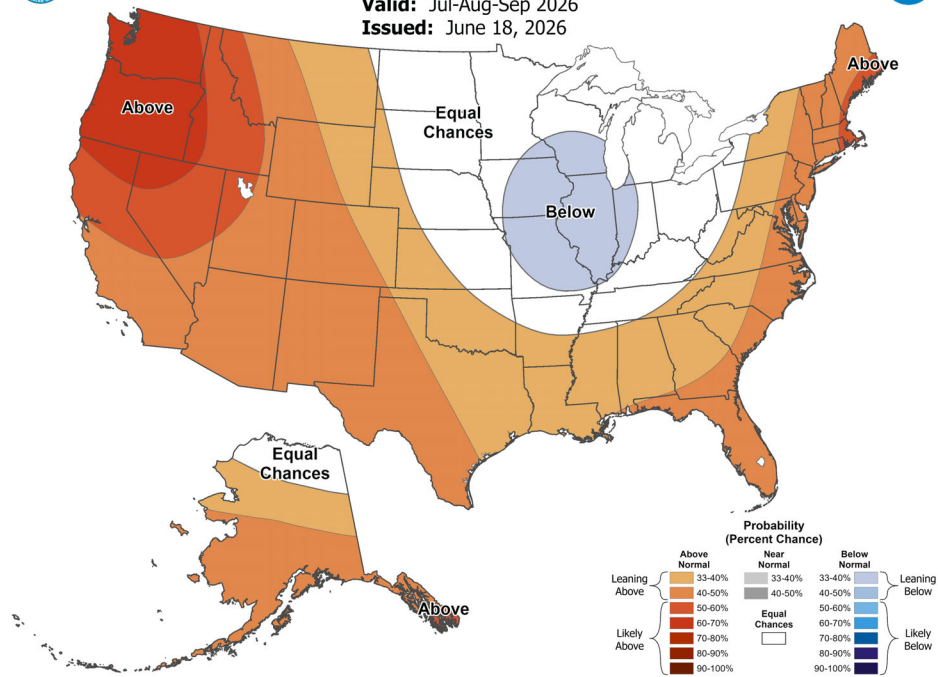 Valid: Jul-Aug-Sep 2026
Issued: June 18, 2026
Above
Above
Equal
Chances
Below
Equal
Chances
Above
Probability
(Percent Chance)
Above
Normal
Near
Normal
Below
Normal
Leaning
Above
33-40%
33-40%
33-40%
Leaning
Below
40-50%
40-50%
40-50%
Likely
Above
50-60%
Equal
Chances
50-60%
Likely
Below
60-70%
60-70%
70-80%
70-80%
80-90%
80-90%
90-100%
90-100%